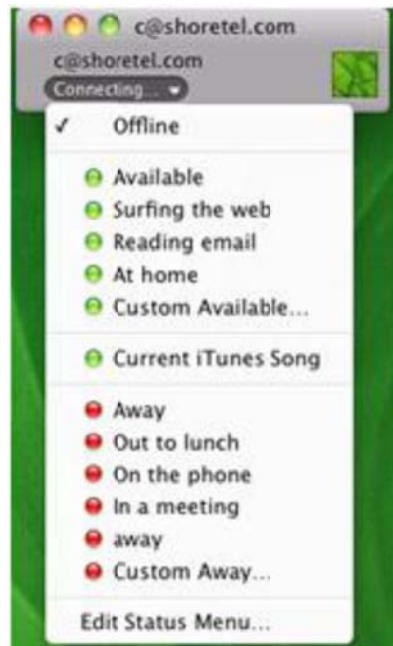 c@shoretel.com
c@shoretel.com
Connecting...
Offline
Available
Surfing the web
Reading email
At home
Custom Available...
Current iTunes Song
Away
Out to lunch
On the phone
In a meeting
away
Custom Away...
Edit Status Menu...